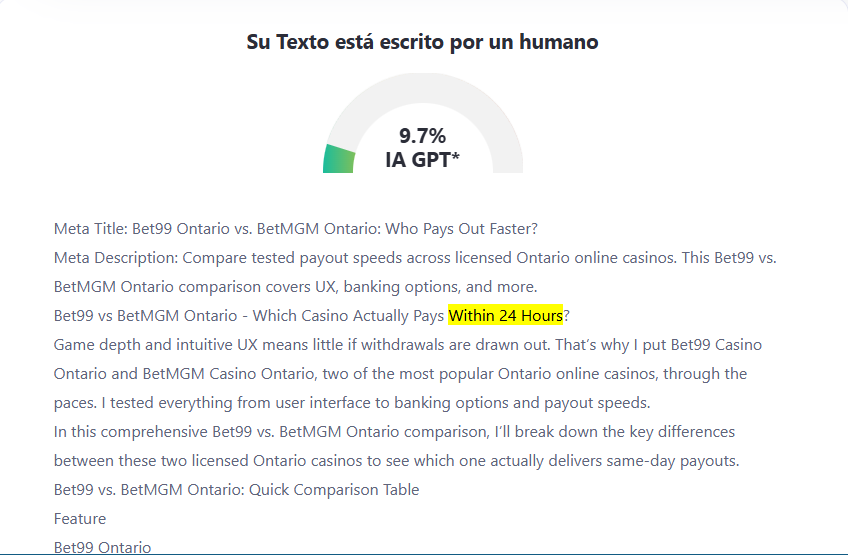 Su Texto está escrito por un humano
9.7%
IA GPT*
Meta Title: Bet99 Ontario vs. BetMGM Ontario: Who Pays Out Faster?
Meta Description: Compare tested payout speeds across licensed Ontario online casinos. This Bet99 vs.
BetMGM Ontario comparison covers UX, banking options, and more.
Bet99 vs BetMGM Ontario - Which Casino Actually Pays Within 24 Hours?
Game depth and intuitive UX means little if withdrawals are drawn out. That’s why I put Bet99 Casino
Ontario and BetMGM Casino Ontario, two of the most popular Ontario online casinos, through the
paces. I tested everything from user interface to banking options and payout speeds.
In this comprehensive Bet99 vs. BetMGM Ontario comparison, I’ll break down the key differences
between these two licensed Ontario casinos to see which one actually delivers same-day payouts.
Bet99 vs. BetMGM Ontario: Quick Comparison Table
Feature
Bet99 Ontario